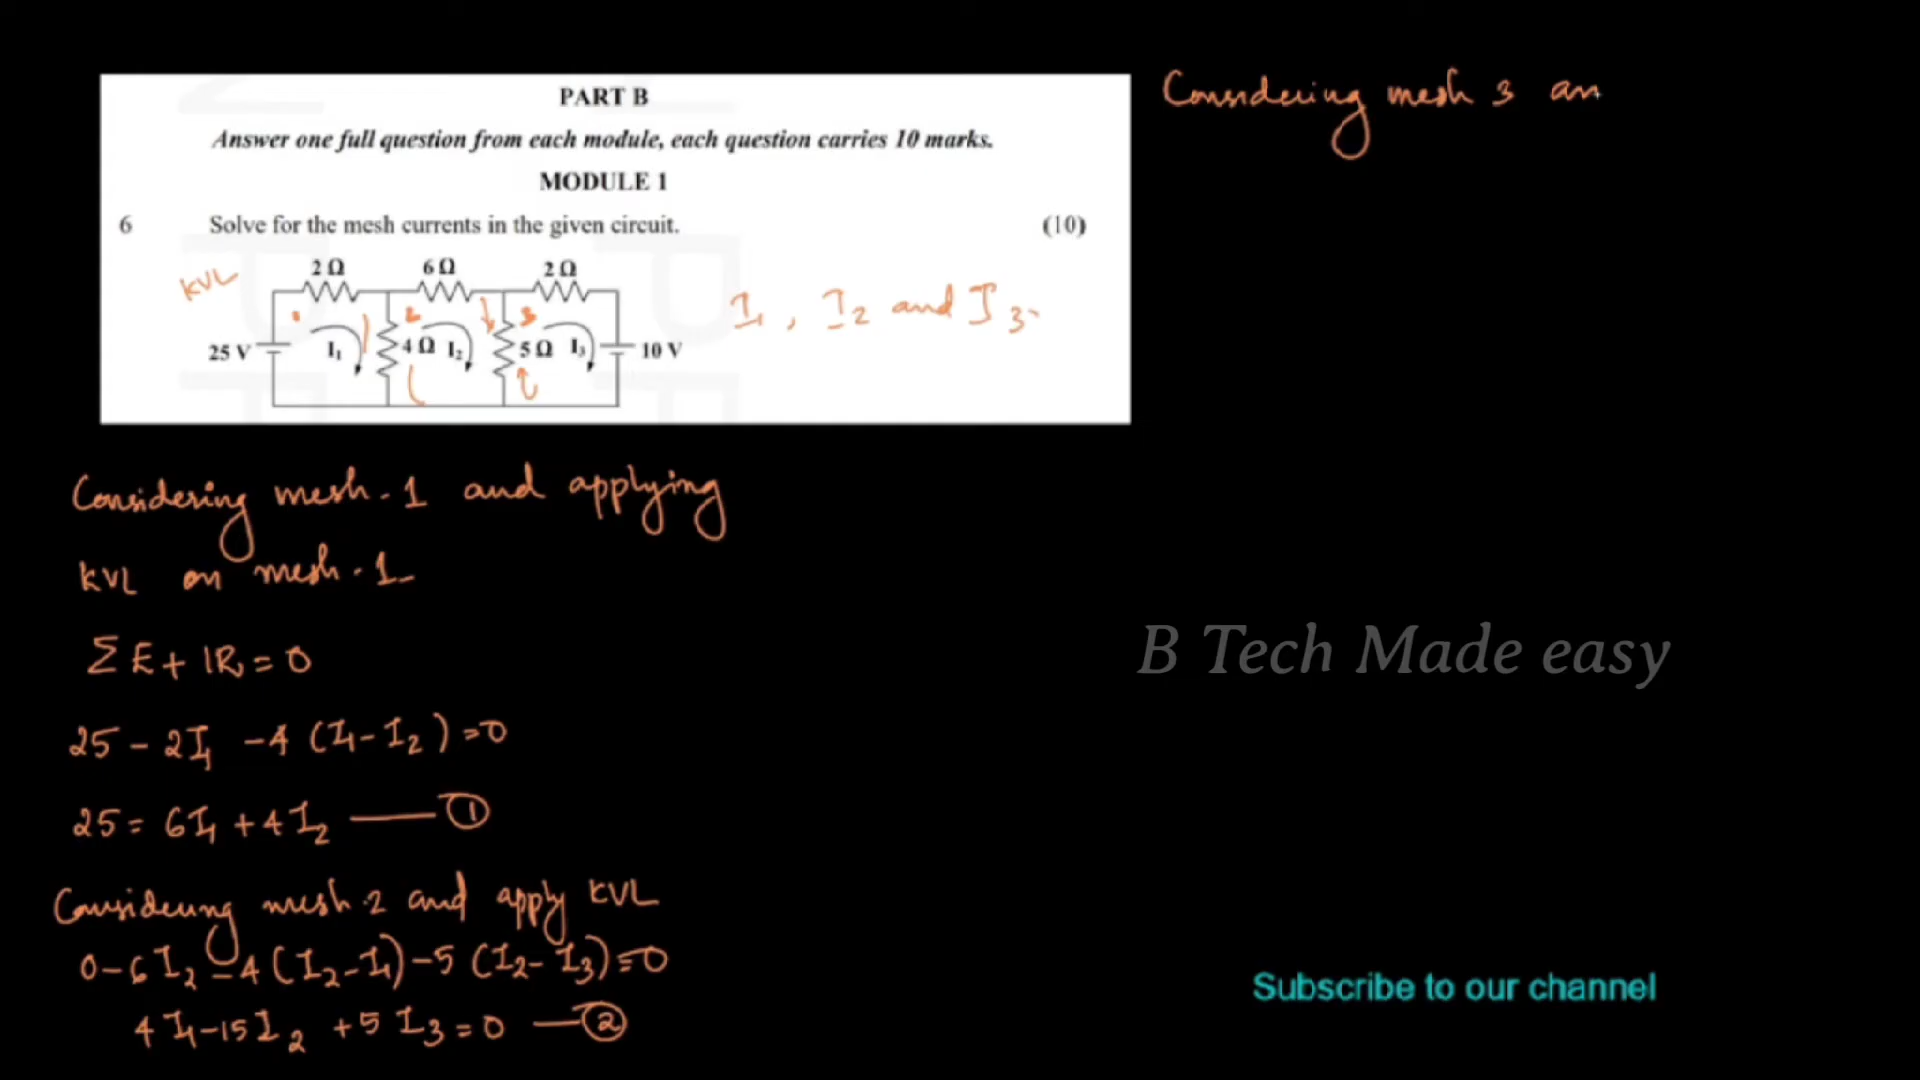 PART B
Answer one full question from each module, each question carries 10 marks.
MODULE 1
6 Solve for the mesh currents in the given circuit. (10)
KVL
2 Ω 6 Ω 2 Ω
1 2 3
25 V I₁ 4 Ω I₂ 5 Ω I₃ 10 V
I₁, I₂ and I₃.
Considering mesh-1 and applying
KVL on mesh-1
Σ E + IR = 0
25 - 2I₁ - 4 (I₁ - I₂) = 0
25 = 6I₁ + 4I₂ —— ①
Considering mesh-2 and apply KVL
0 - 6I₂ - 4 (I₂ - I₁) - 5 (I₂ - I₃) = 0
4I₁ - 15I₂ + 5I₃ = 0 — ②
Considering mesh 3 an
B Tech Made easy
Subscribe to our channel